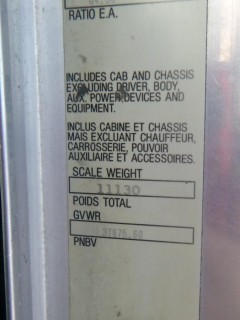 RATIO E.A.
INCLUDES CAB AND CHASSIS
EXCLUDING DRIVER, BODY,
AUX. POWER DEVICES AND
EQUIPMENT.
INCLUS CABINE ET CHASSIS
MAIS EXCLUANT CHAUFFEUR,
CARROSSERIE, POUVOIR
AUXILIAIRE ET ACCESSOIRES.
SCALE WEIGHT
11130
POIDS TOTAL
GVWR
PNBV